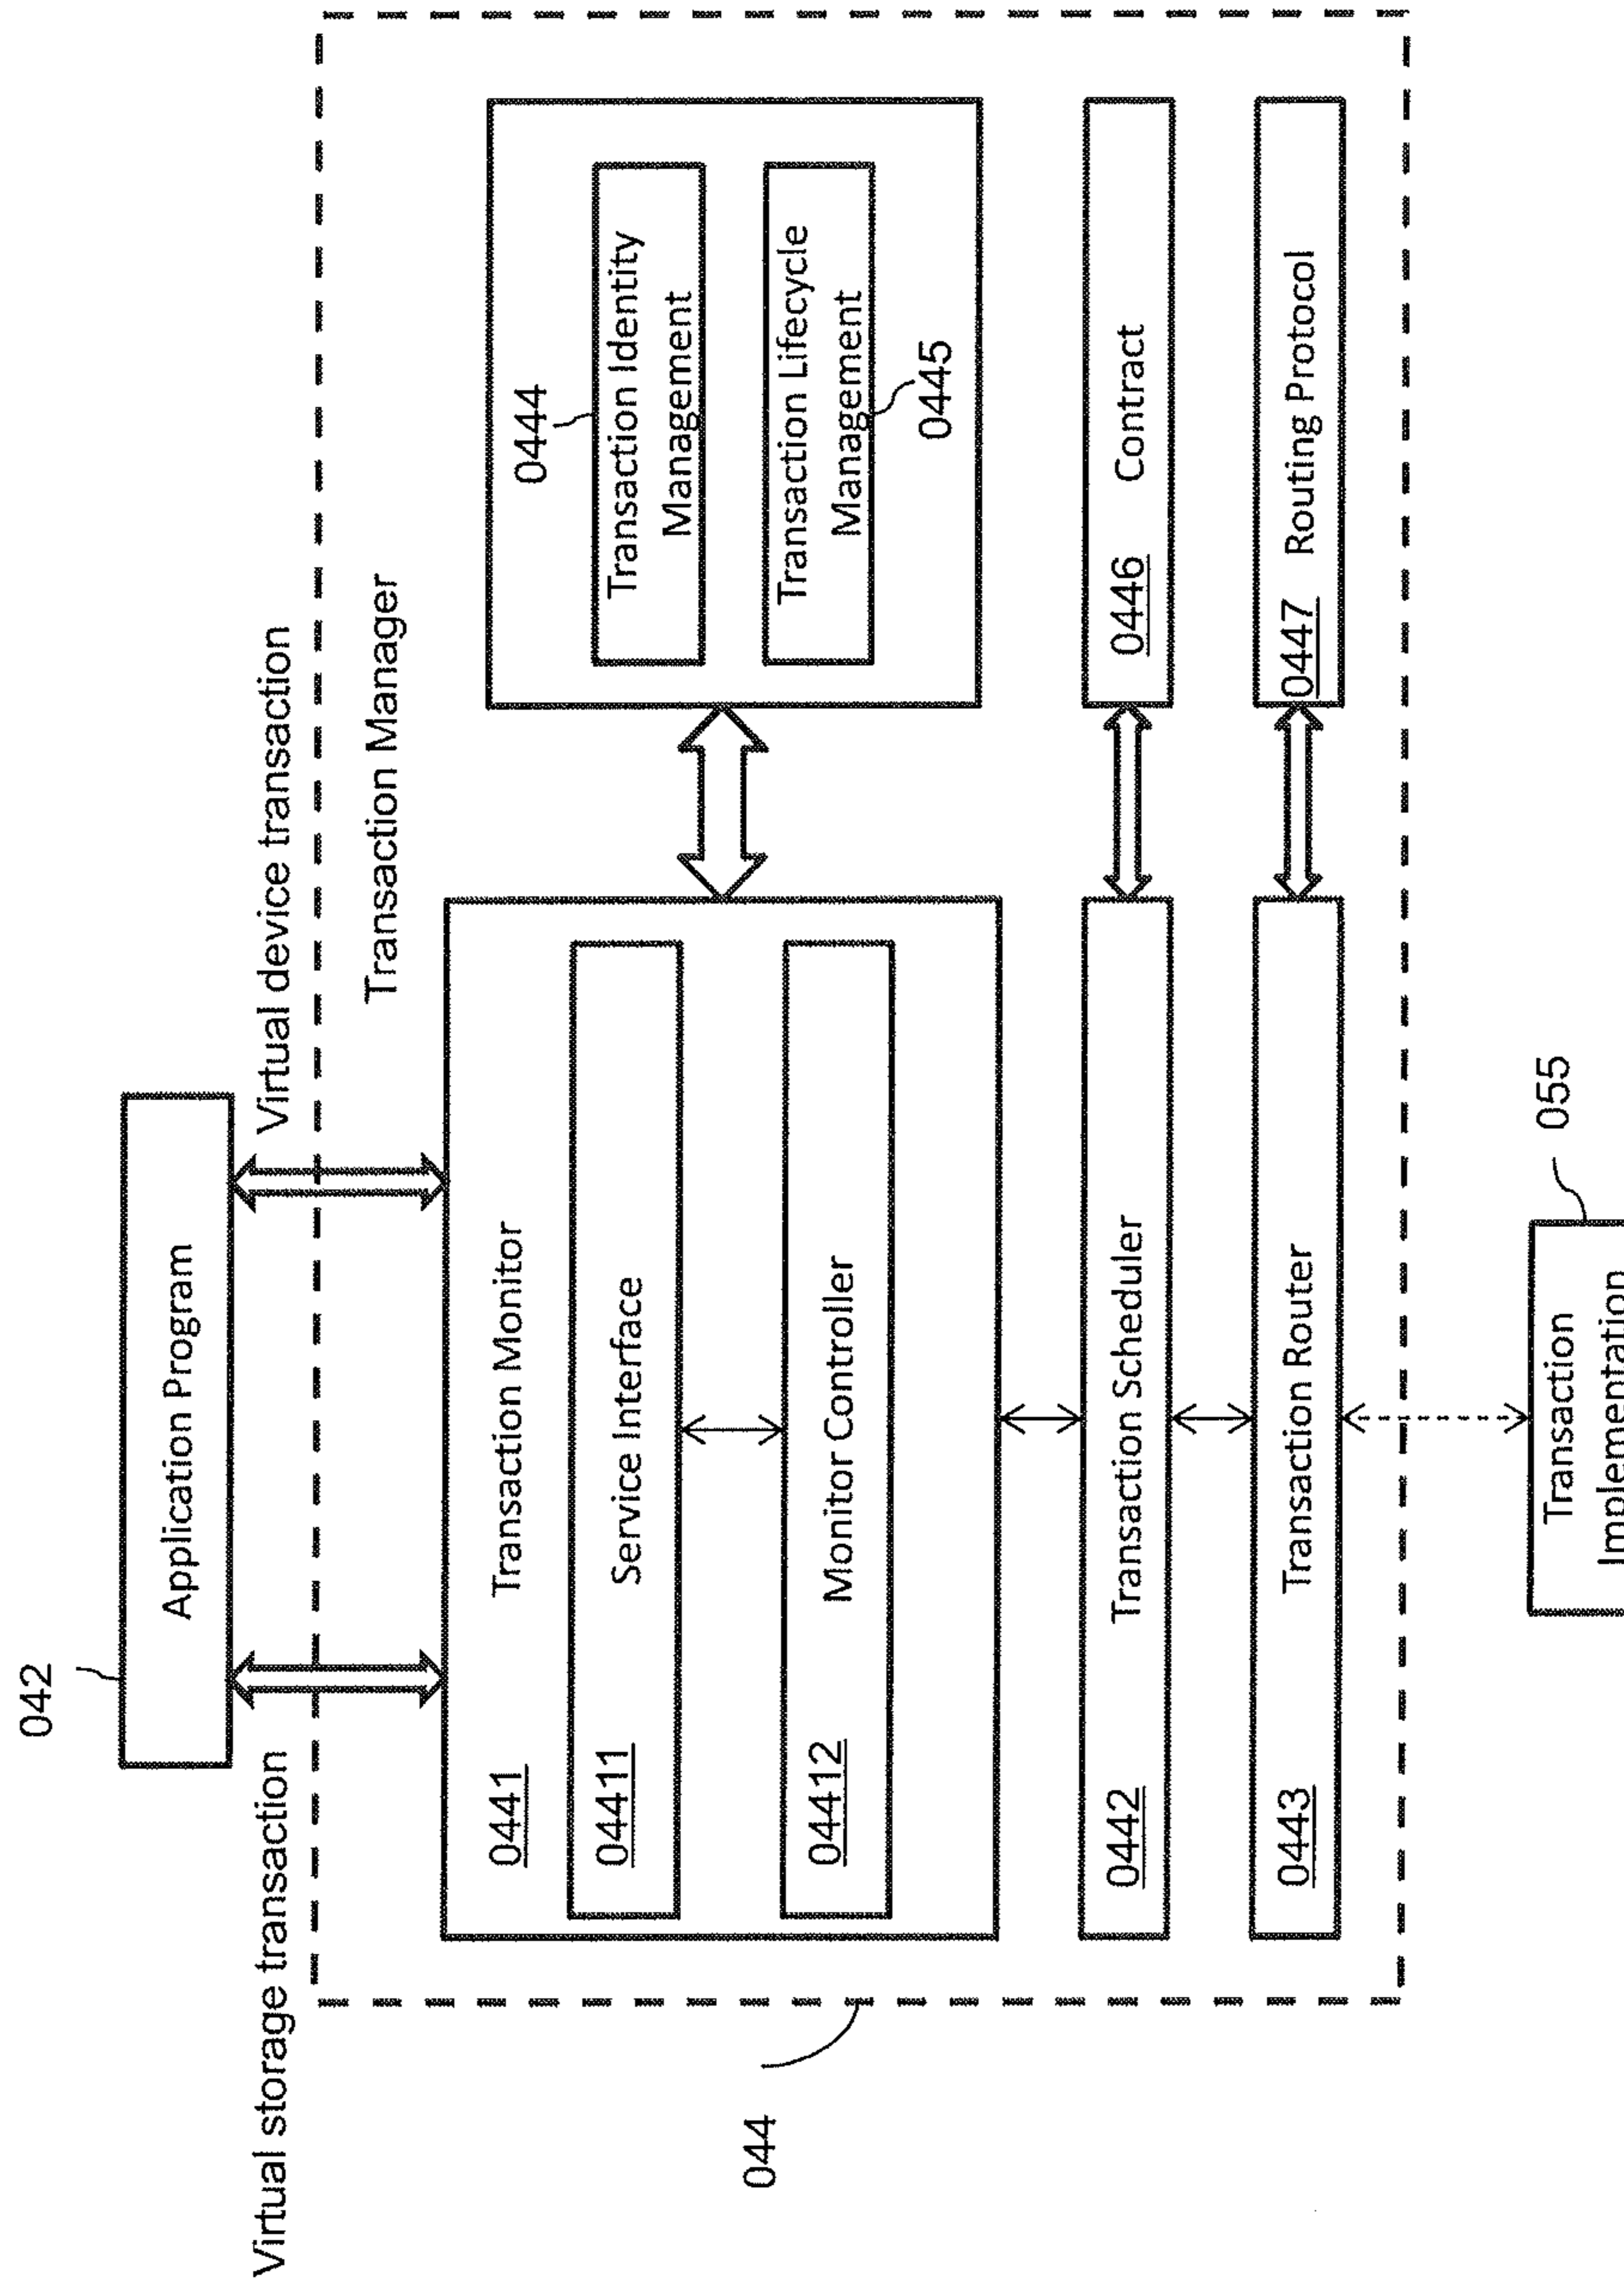 042
Application Program
Virtual storage transaction
Virtual device transaction
Transaction Manager
044
0441
Transaction Monitor
04411
Service Interface
04412
Monitor Controller
0444
Transaction Identity
Management
Transaction Lifecycle
Management
0445
0442
Transaction Scheduler
0446
Contract
0443
Transaction Router
0447
Routing Protocol
055
Transaction
Implementation